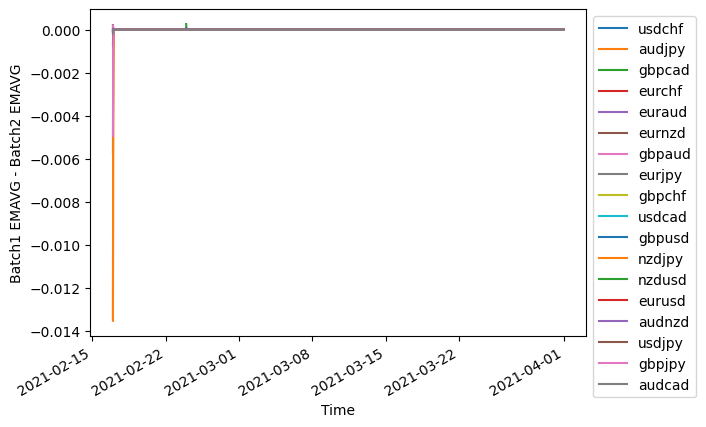 0.000
−0.002
−0.004
−0.006
−0.008
−0.010
−0.012
−0.014
Batch1 EMAVG - Batch2 EMAVG
2021-02-15
2021-02-22
2021-03-01
2021-03-08
2021-03-15
2021-03-22
2021-04-01
Time
usdchf
audjpy
gbpcad
eurchf
euraud
eurnzd
gbpaud
eurjpy
gbpchf
usdcad
gbpusd
nzdjpy
nzdusd
eurusd
audnzd
usdjpy
gbpjpy
audcad